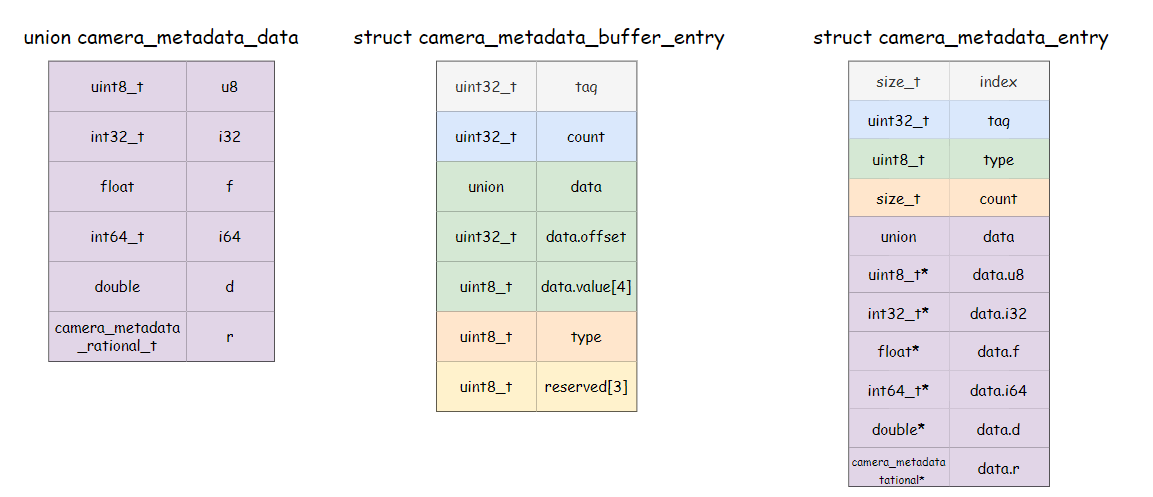 union camera_metadata_data
uint8_t u8
int32_t i32
float f
int64_t i64
double d
camera_metadata
_rational_t r
struct camera_metadata_buffer_entry
uint32_t tag
uint32_t count
union data
uint32_t data.offset
uint8_t data.value[4]
uint8_t type
uint8_t reserved[3]
struct camera_metadata_entry
size_t index
uint32_t tag
uint8_t type
size_t count
union data
uint8_t* data.u8
int32_t* data.i32
float* data.f
int64_t* data.i64
double* data.d
camera_metadata
tational* data.r